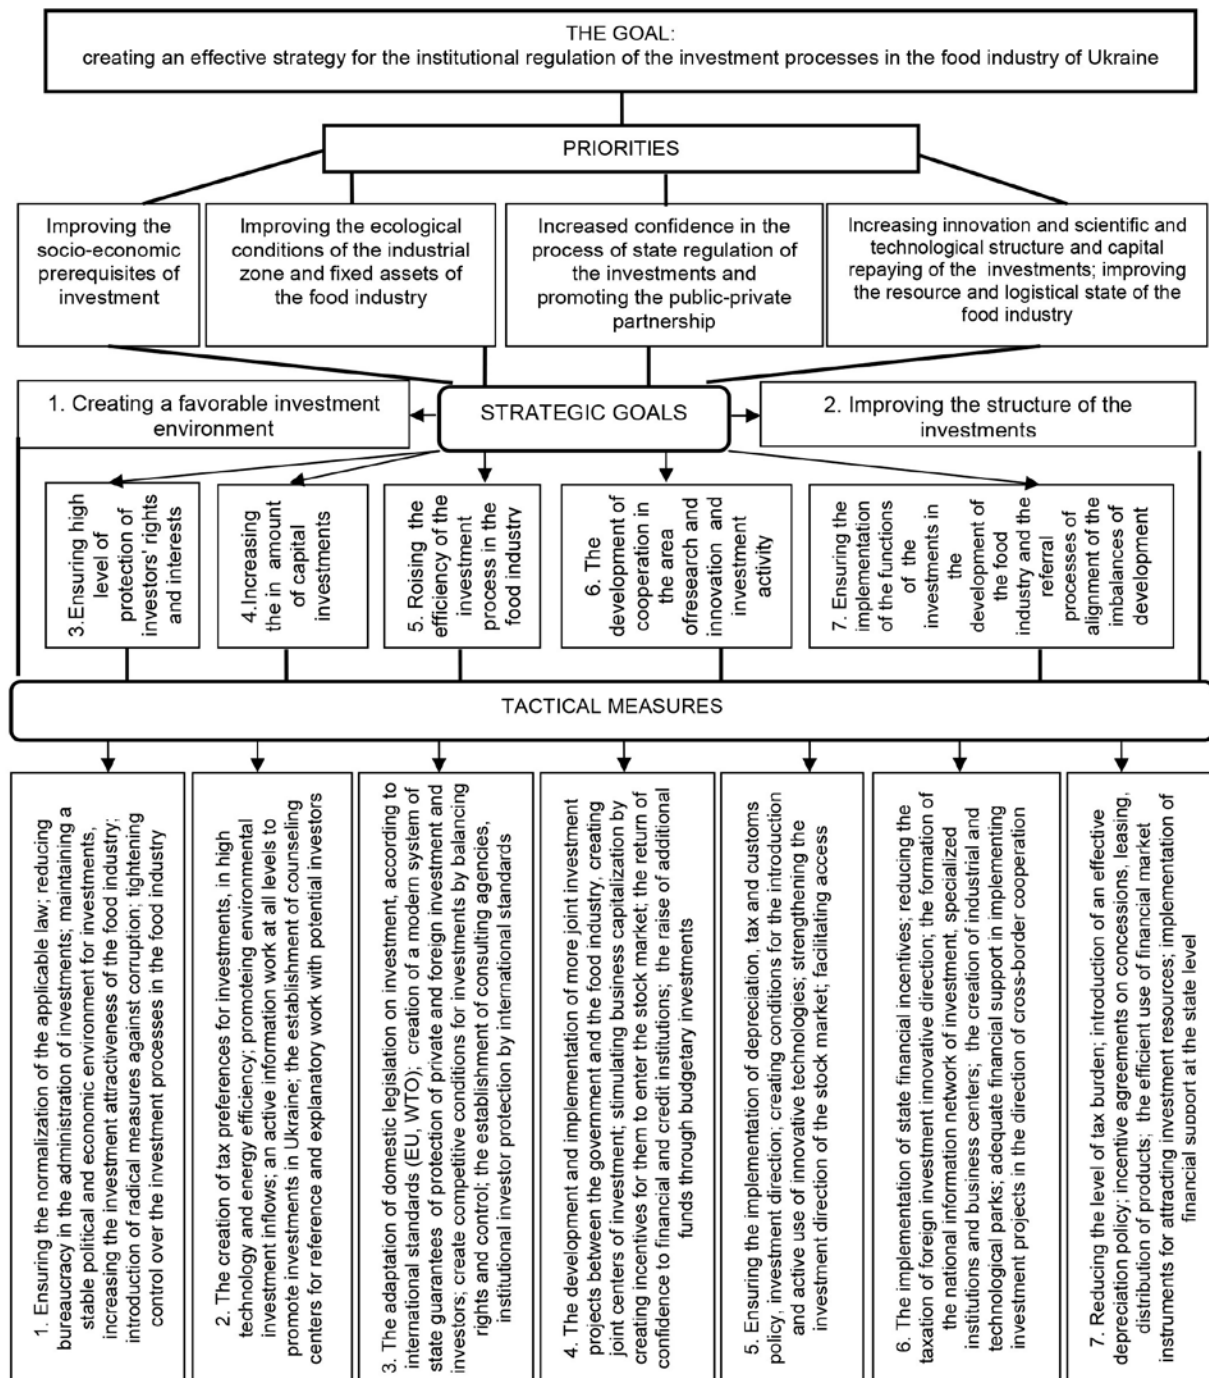 THE GOAL:
creating an effective strategy for the institutional regulation of the investment processes in the food industry of Ukraine
PRIORITIES
Improving the
socio-economic
prerequisites of
investment
Improving the ecological
conditions of the industrial
zone and fixed assets of
the food industry
Increased confidence in the
process of state regulation of
the investments and
promoting the public-private
partnership
Increasing innovation and scientific and
technological structure and capital
repaying of the investments; improving
the resource and logistical state of the
food industry
1. Creating a favorable investment
environment
STRATEGIC GOALS
2. Improving the structure of the
investments
3.Ensuring high
level of
protection of
investors' rights
and interests
4.Increasing
the in amount
of capital
investments
5. Roising the
efficiency of the
investment
process in the
food industry
6. The
development of
cooperation in
the area
ofresearch and
innovation and
investment
activity
7. Ensuring the
implementation
of the functions
of the
investments in
the
development of
the food
industry and the
referral
processes of
alignment of the
imbalances of
development
TACTICAL MEASURES
1. Ensuring the normalization of the applicable law; reducing
bureaucracy in the administration of investments; maintaining a
stable political and economic environment for investments,
increasing the investment attractiveness of the food industry;
introduction of radical measures against corruption; tightening
control over the investment processes in the food industry
2. The creation of tax preferences for investments, in high
technology and energy efficiency; promoteing environmental
investment inflows; an active information work at all levels to
promote investments in Ukraine; the establishment of counseling
centers for reference and explanatory work with potential investors
3. The adaptation of domestic legislation on investment, according to
international standards (EU, WTO); creation of a modern system of
state guarantees of protection of private and foreign investment and
investors; create competitive conditions for investments by balancing
rights and control; the establishment of consulting agencies,
institutional investor protection by international standards
4. The development and implementation of more joint investment
projects between the government and the food industry, creating
joint centers of investment; stimulating business capitalization by
creating incentives for them to enter the stock market; the return of
confidence to financial and credit institutions; the raise of additional
funds through budgetary investments
5. Ensuring the implementation of depreciation, tax and customs
policy, investment direction; creating conditions for the introduction
and active use of innovative technologies; strengthening the
investment direction of the stock market; facilitating access
6. The implementation of state financial incentives; reducing the
taxation of foreign investment innovative direction; the formation of
the national information network of investment, specialized
institutions and business centers; the creation of industrial and
technological parks; adequate financial support in implementing
investment projects in the direction of cross-border cooperation
7. Reducing the level of tax burden; introduction of an effective
depreciation policy; incentive agreements on concessions, leasing,
distribution of products; the efficient use of financial market
instruments for attracting investment resources; implementation of
financial support at the state level